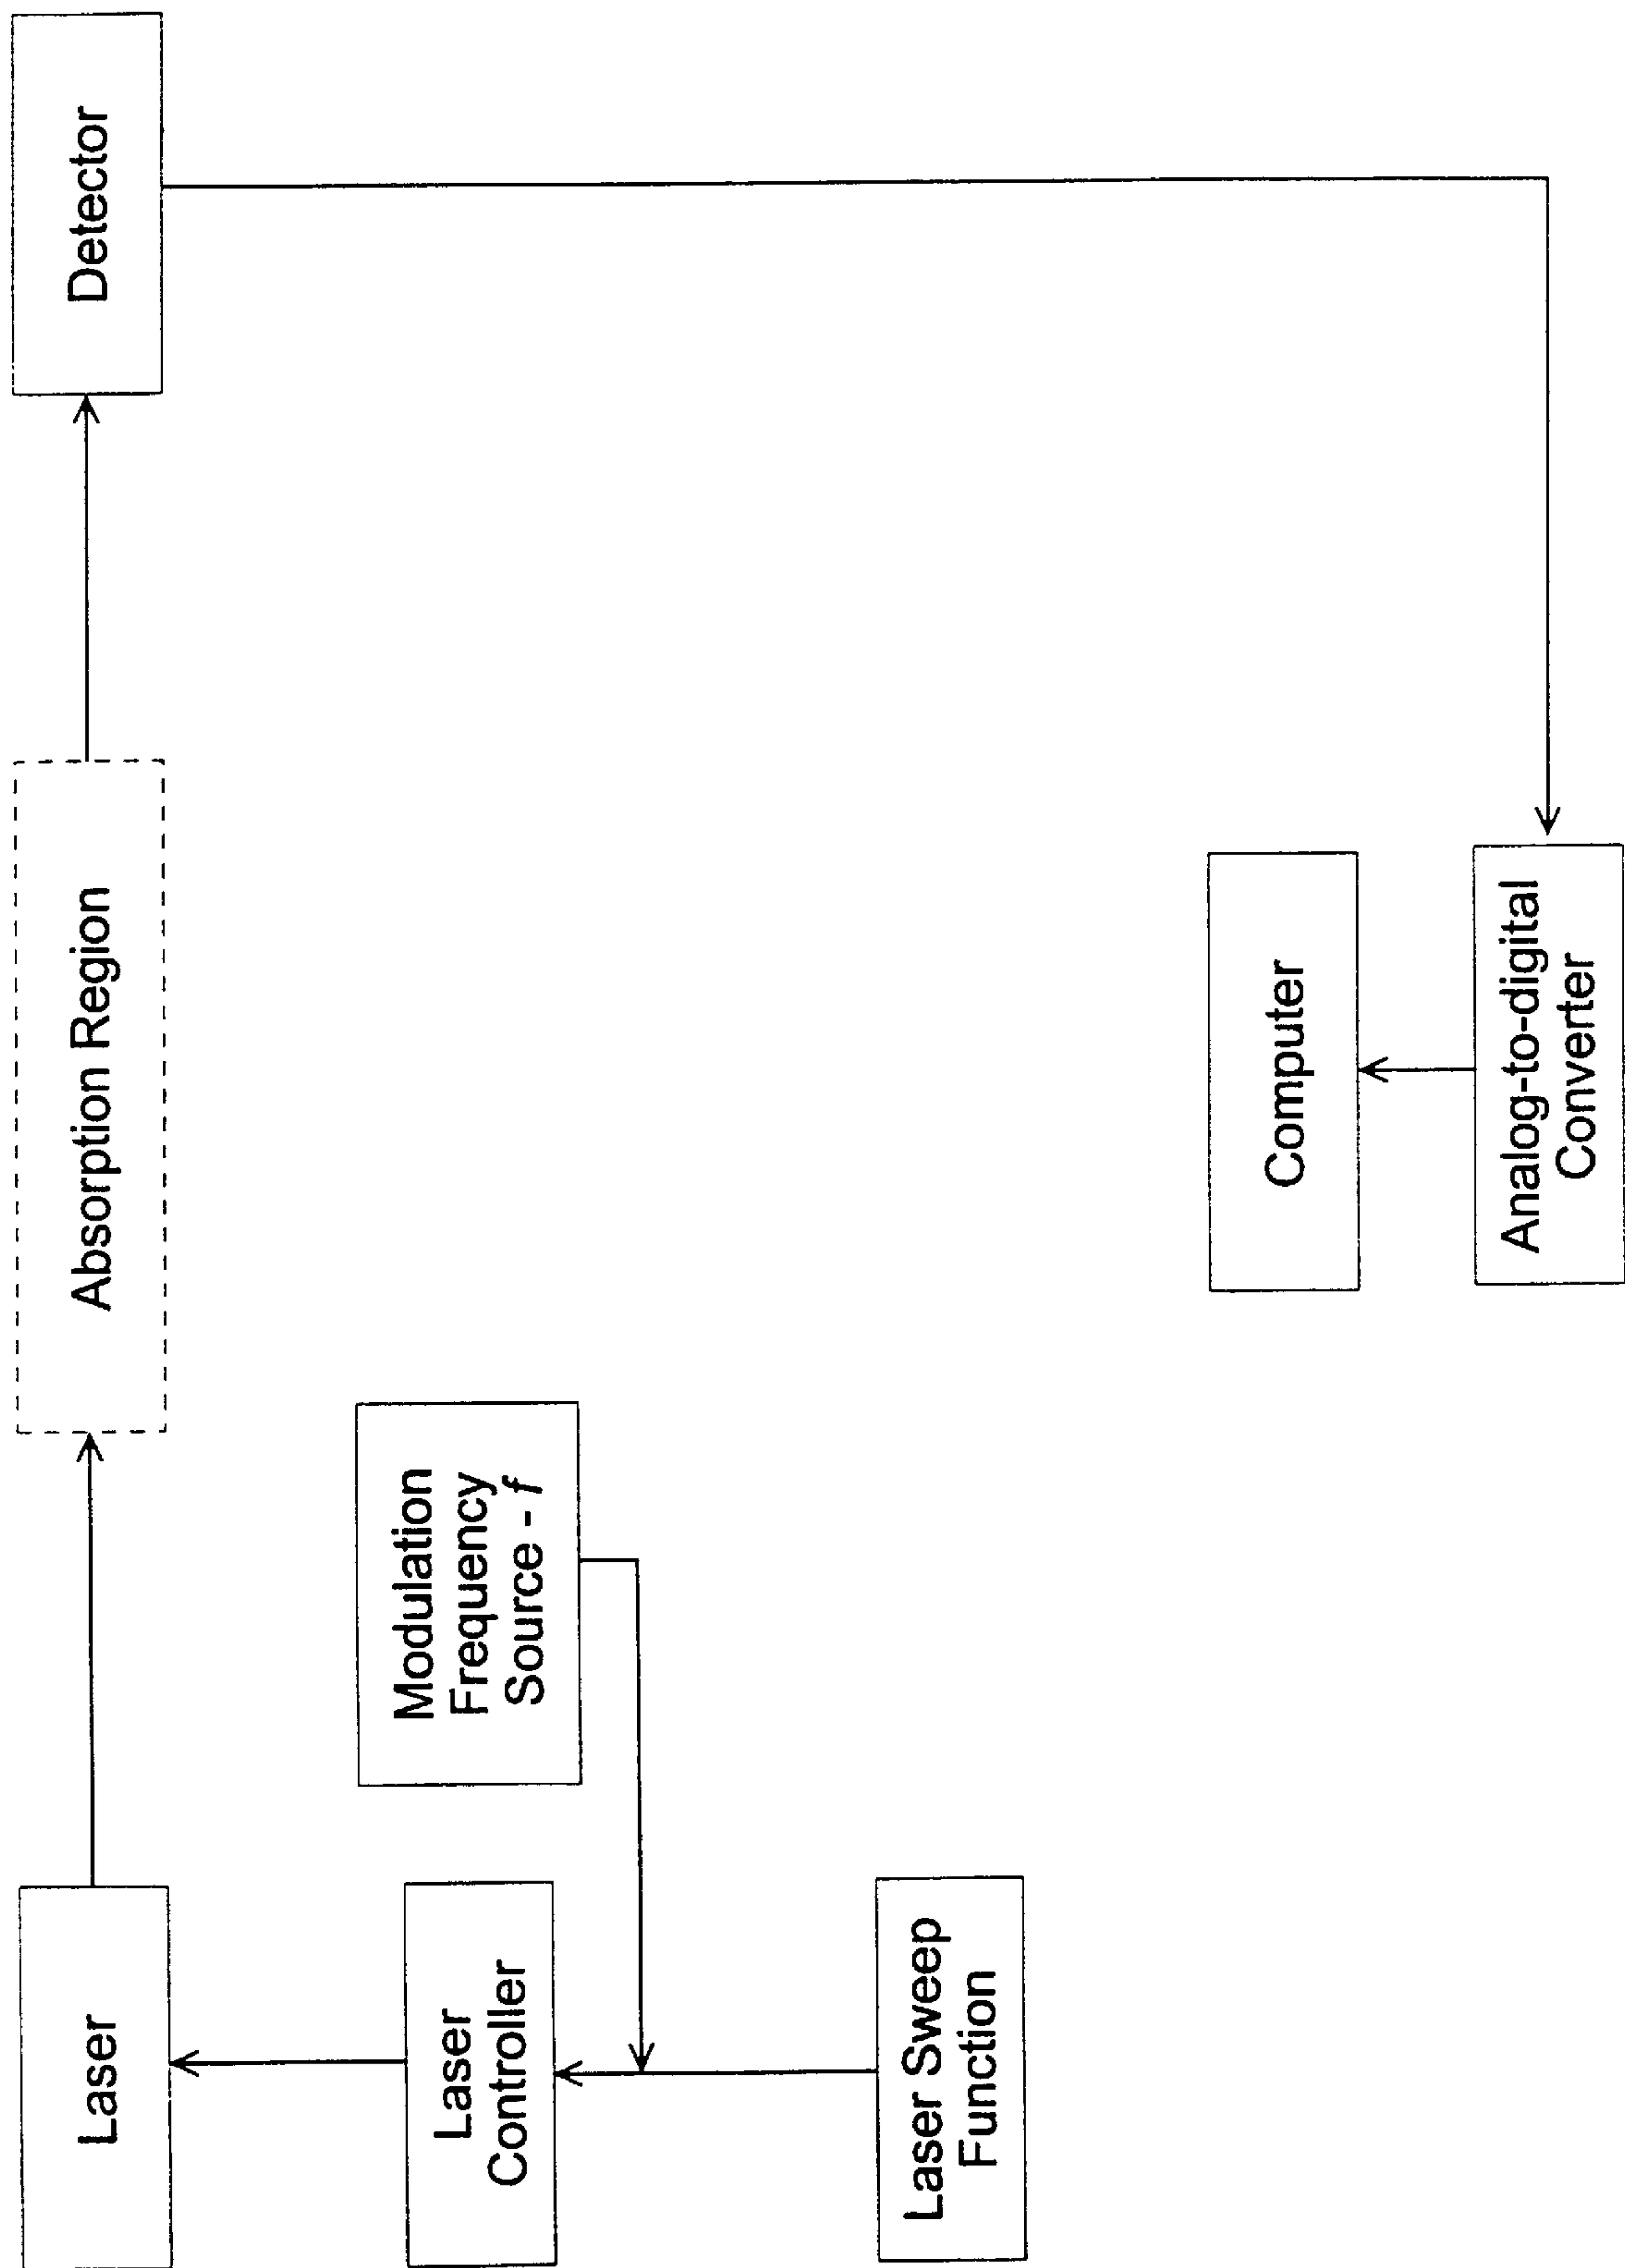 Laser
Absorption Region
Detector
Laser
Controller
Modulation
Frequency
Source - f
Laser Sweep
Function
Computer
Analog-to-digital
Converter